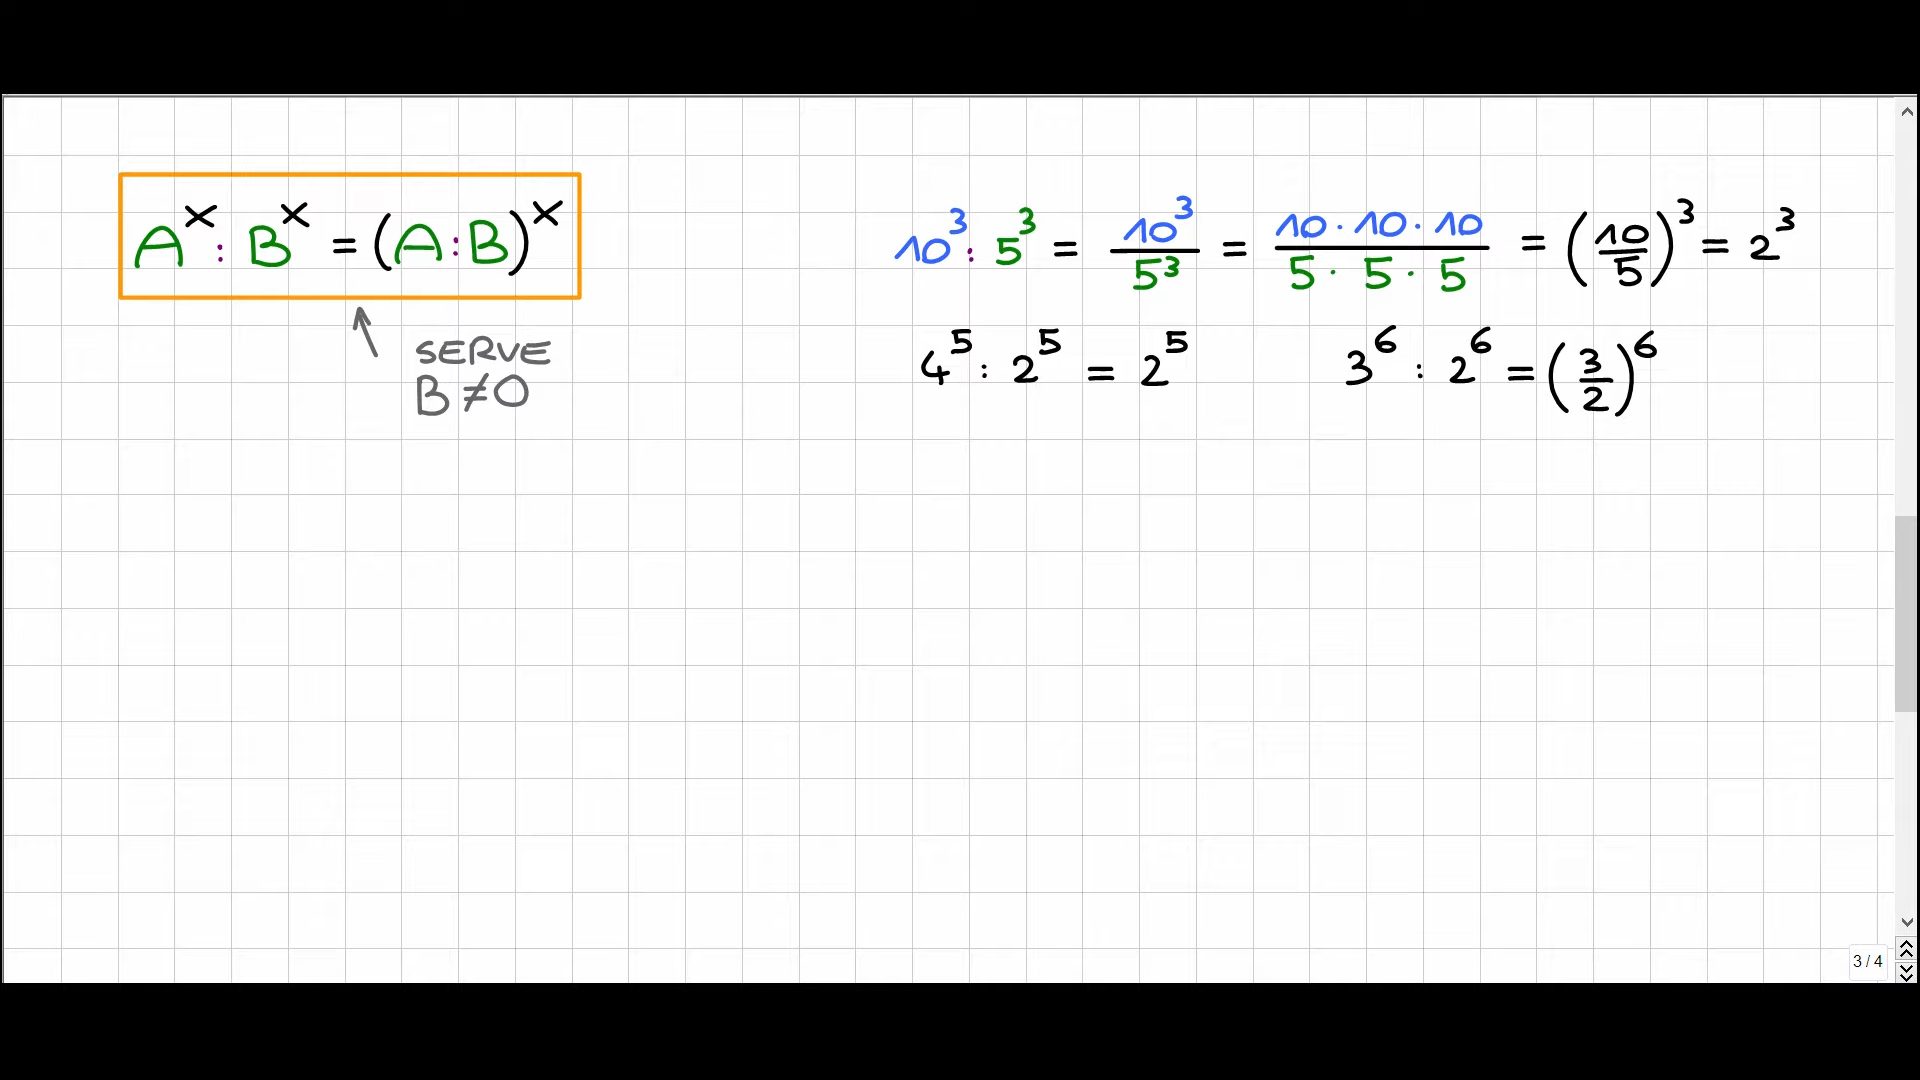 A^x : B^x = (A:B)^x
SERVE
B ≠ 0
10^3 : 5^3 = 10^3/5^3 = (10 · 10 · 10)/(5 · 5 · 5) = (10/5)^3 = 2^3
4^5 : 2^5 = 2^5
3^6 : 2^6 = (3/2)^6
3 / 4